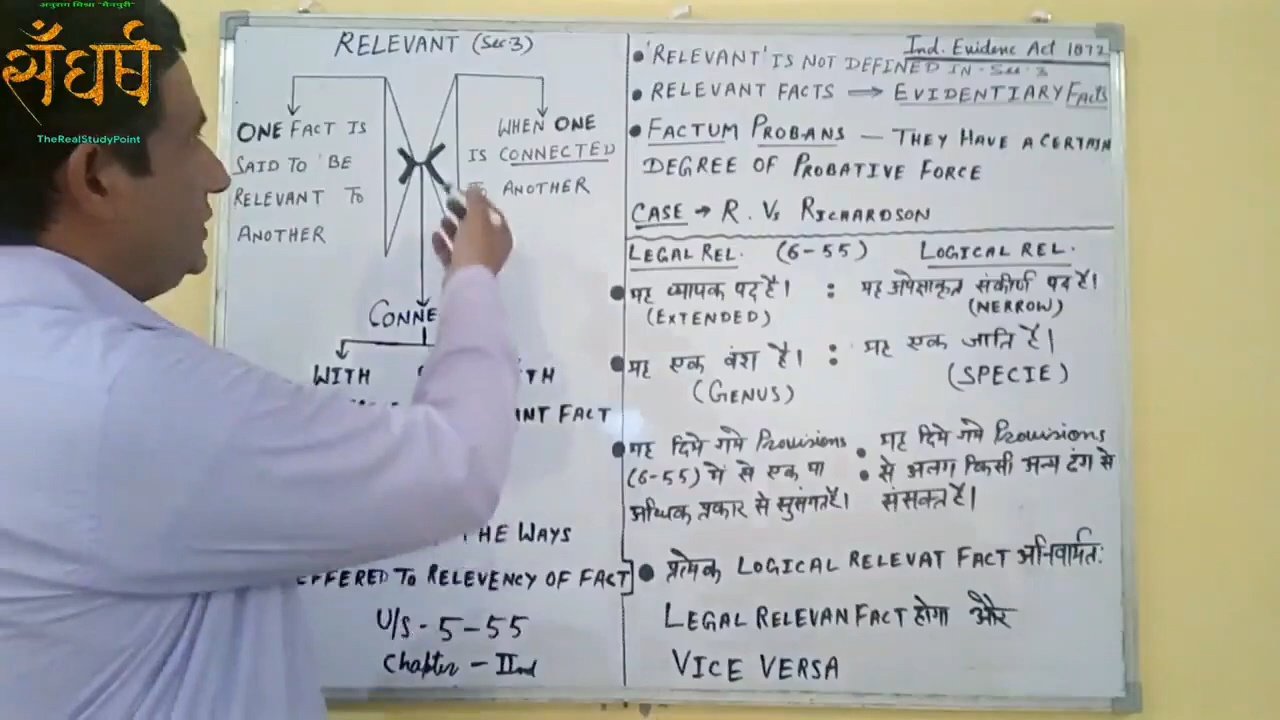 अनुराग मिश्रा "मैनपुरी"
सँघर्ष
TheRealStudyPoint
RELEVANT (Sec. 3)
ONE FACT IS
SAID TO BE
RELEVANT TO
ANOTHER
WHEN ONE
IS CONNECTED
TO ANOTHER
CONNE
WITH
TH
FACT
THE WAYS
EFFERED TO RELEVENCY OF FACT]
U/S - 5-55
Chapter - IInd
Ind. Evidenc Act 1872
• 'RELEVANT' IS NOT DEFINED IN Sec. 3
• RELEVANT FACTS → EVIDENTIARY FACTS
• FACTUM PROBANS — THEY HAVE A CERTAIN
DEGREE OF PROBATIVE FORCE
CASE → R. Vs RICHARDSON
LEGAL REL. (6-55) LOGICAL REL.
• यह व्यापक पद है। : यह अपेक्षाकृत संकीर्ण पद है।
(EXTENDED) (NERROW)
• यह एक वंश है। : यह एक जाति है।
(GENUS) (SPECIE)
• यह दिये गये Provisions : यह दिये गये Provisions
(6-55) में से एक या से अलग किसी अन्य ढंग से
अधिक प्रकार से सुसंगत है। संसक्त है।
• प्रत्येक LOGICAL RELEVAT FACT अनिवार्यत:
LEGAL RELEVAN FACT होगा और
VICE VERSA